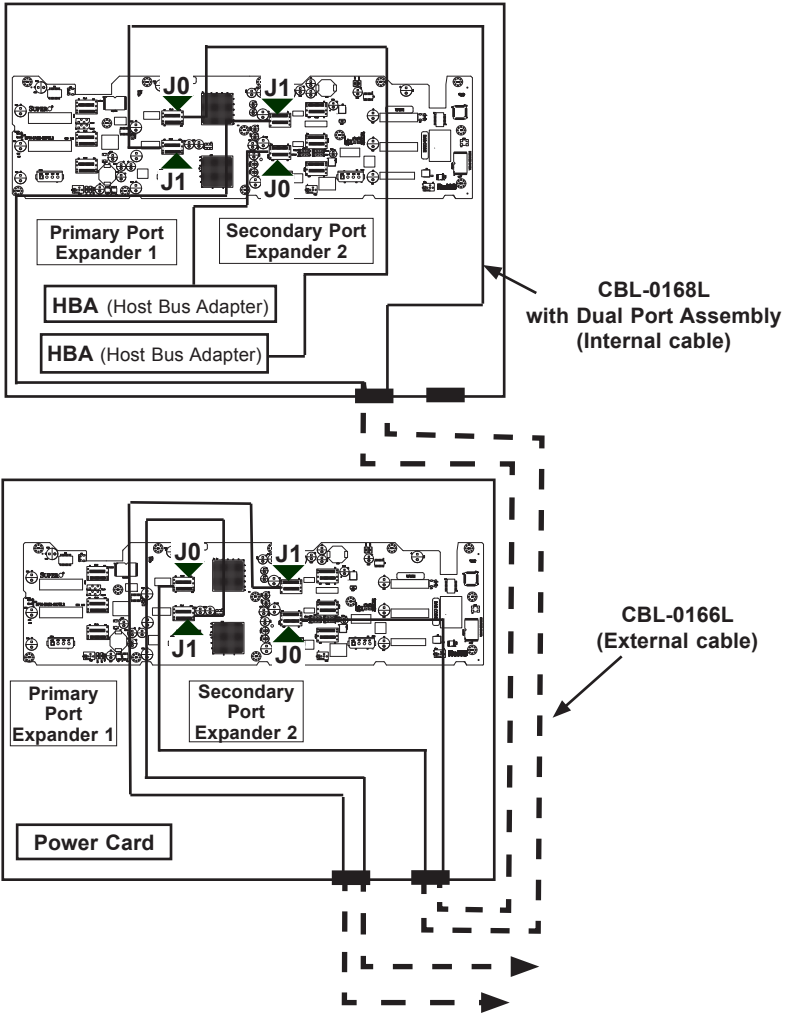 J0
J1
SUPER
J1
J0
Primary Port
Expander 1
Secondary Port
Expander 2
HBA (Host Bus Adapter)
HBA (Host Bus Adapter)
CBL-0168L
with Dual Port Assembly
(Internal cable)
J0
J1
SUPER
J1
J0
CBL-0166L
(External cable)
Primary
Port
Expander 1
Secondary
Port
Expander 2
Power Card